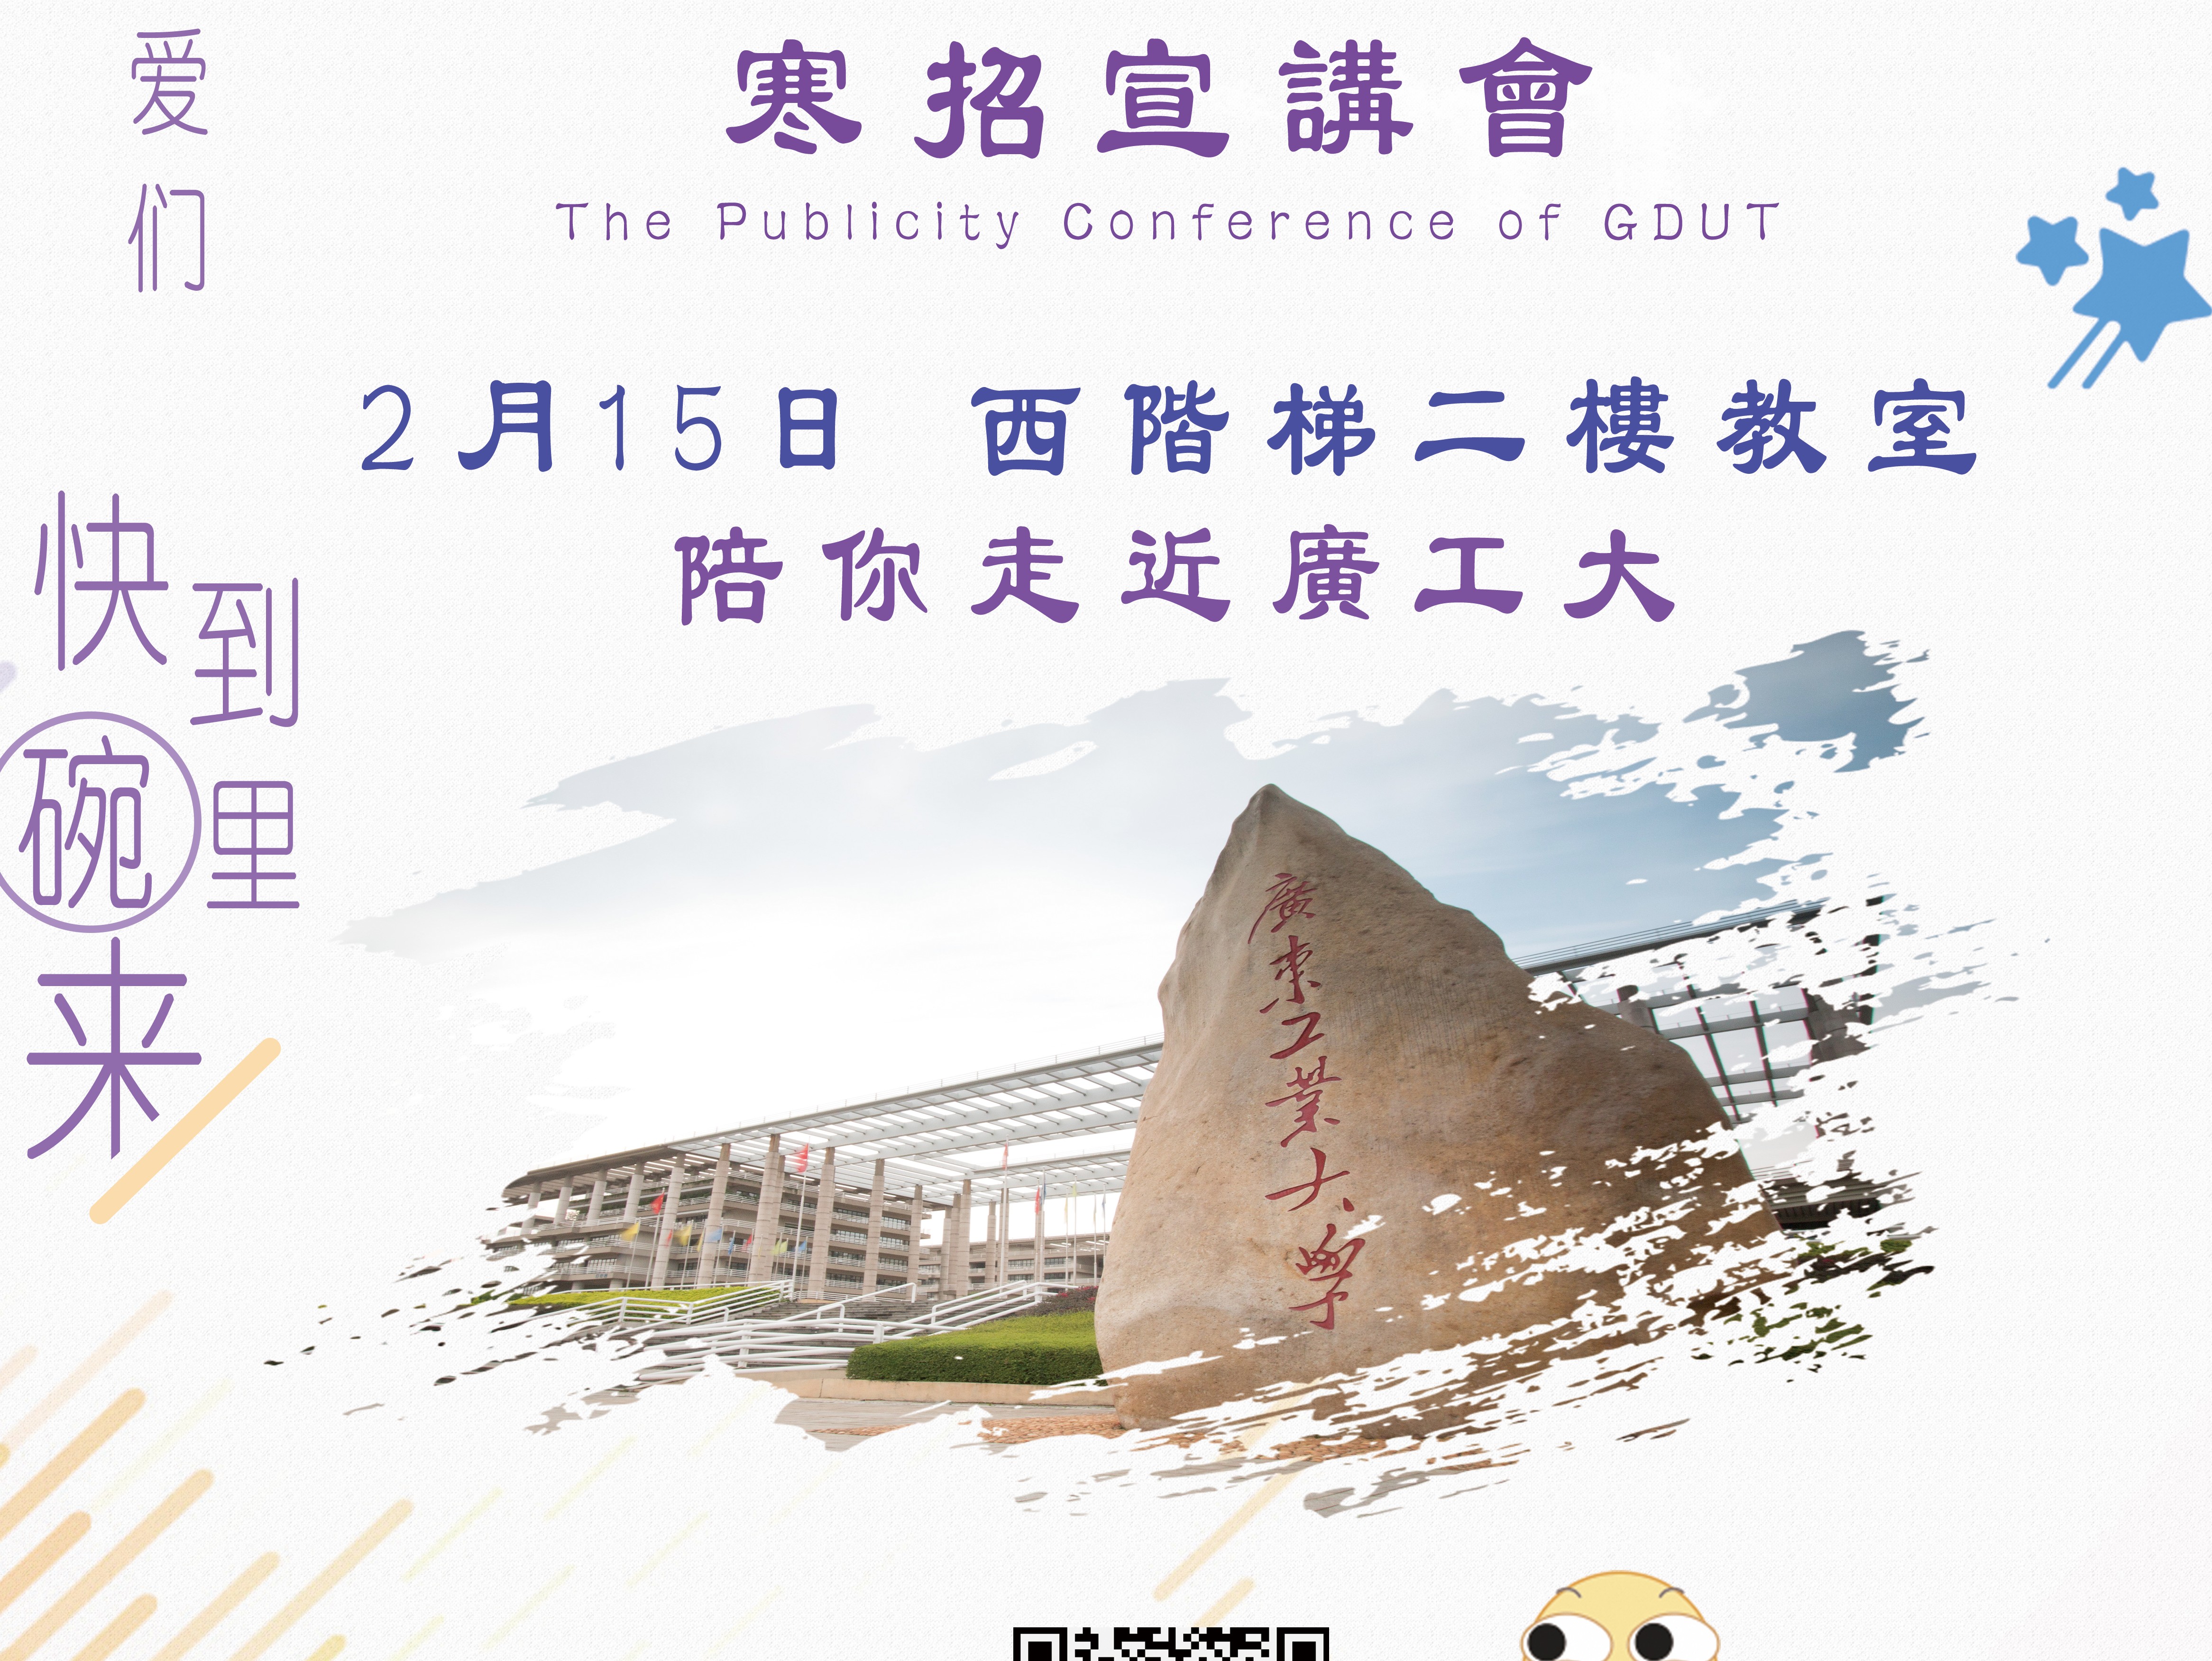 寒招宣講會
The Publicity Conference of GDUT
2月15日 西階梯二樓教室
陪你走近廣工大
爱们
快到
碗里
来
廣東工業大學